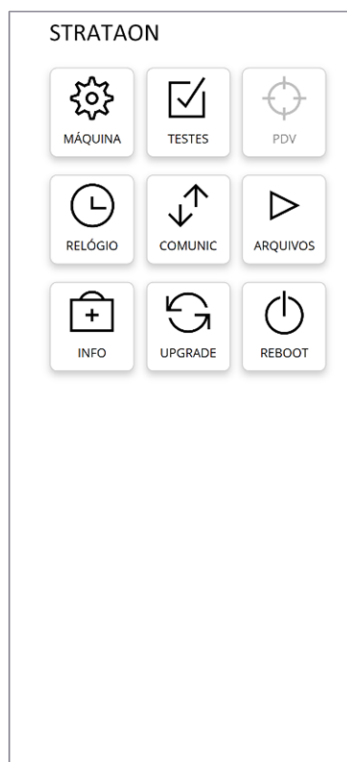 STRATAON
MÁQUINA TESTES PDV
RELÓGIO COMUNIC ARQUIVOS
INFO UPGRADE REBOOT